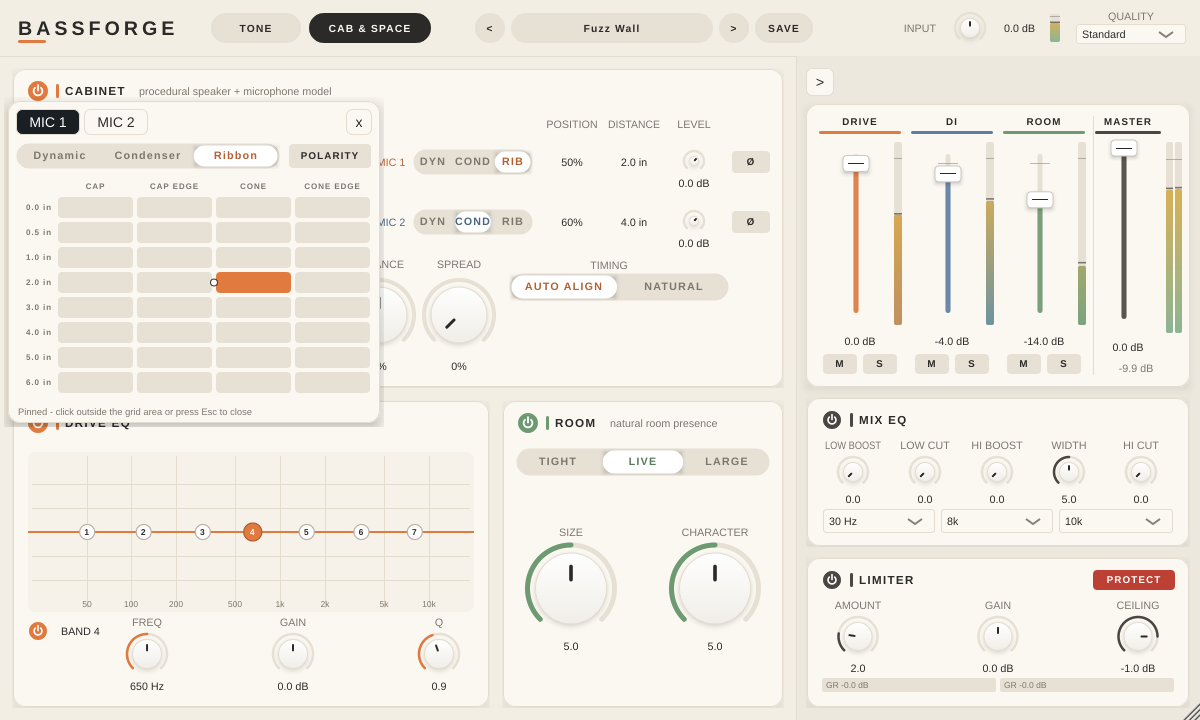 BASSFORGE
TONE
CAB & SPACE
<
Fuzz Wall
>
SAVE
INPUT
0.0 dB
QUALITY
Standard
CABINET procedural speaker + microphone model
MIC 1
MIC 2
x
Dynamic
Condenser
Ribbon
POLARITY
CAP
CAP EDGE
CONE
CONE EDGE
0.0 in
0.5 in
1.0 in
2.0 in
3.0 in
4.0 in
5.0 in
6.0 in
Pinned - click outside the grid area or press Esc to close
POSITION DISTANCE LEVEL
MIC 1 DYN COND RIB 50% 2.0 in 0.0 dB Ø
MIC 2 DYN COND RIB 60% 4.0 in 0.0 dB Ø
SPREAD
0%
TIMING
AUTO ALIGN
NATURAL
DRIVE EQ
1 2 3 4 5 6 7
50 100 200 500 1k 2k 5k 10k
BAND 4
FREQ GAIN Q
650 Hz 0.0 dB 0.9
ROOM natural room presence
TIGHT LIVE LARGE
SIZE CHARACTER
5.0 5.0
>
DRIVE DI ROOM MASTER
0.0 dB -4.0 dB -14.0 dB 0.0 dB
M S M S M S -9.9 dB
MIX EQ
LOW BOOST LOW CUT HI BOOST WIDTH HI CUT
0.0 0.0 0.0 5.0 0.0
30 Hz 8k 10k
LIMITER PROTECT
AMOUNT GAIN CEILING
2.0 0.0 dB -1.0 dB
GR -0.0 dB GR -0.0 dB